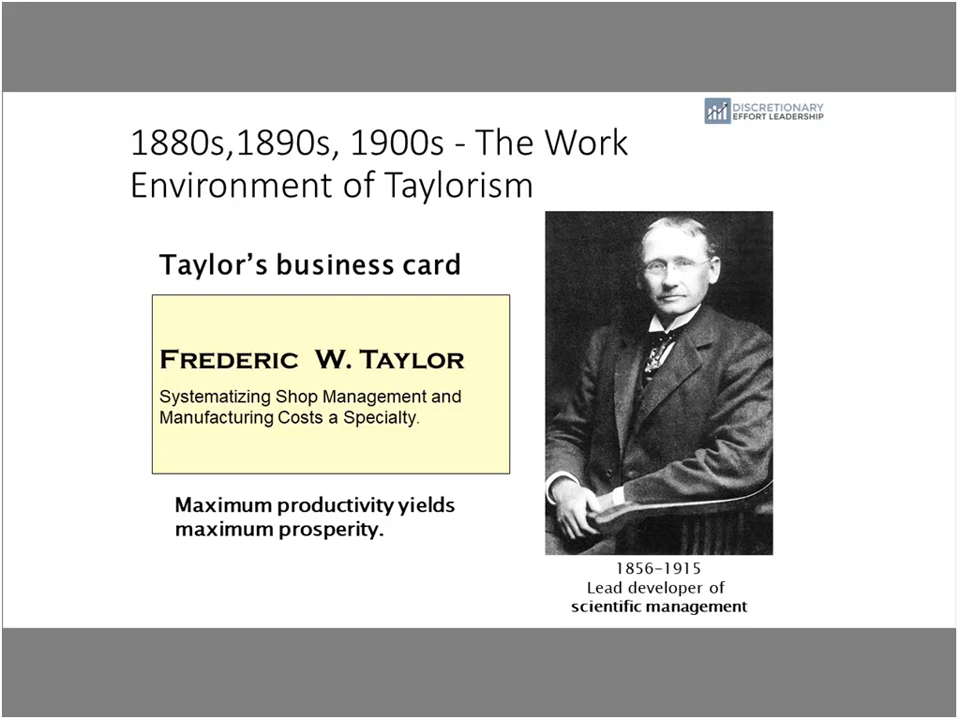 DISCRETIONARY
EFFORT LEADERSHIP
1880s,1890s, 1900s - The Work
Environment of Taylorism
Taylor's business card
FREDERIC W. TAYLOR
Systematizing Shop Management and
Manufacturing Costs a Specialty.
Maximum productivity yields
maximum prosperity.
1856-1915
Lead developer of
scientific management